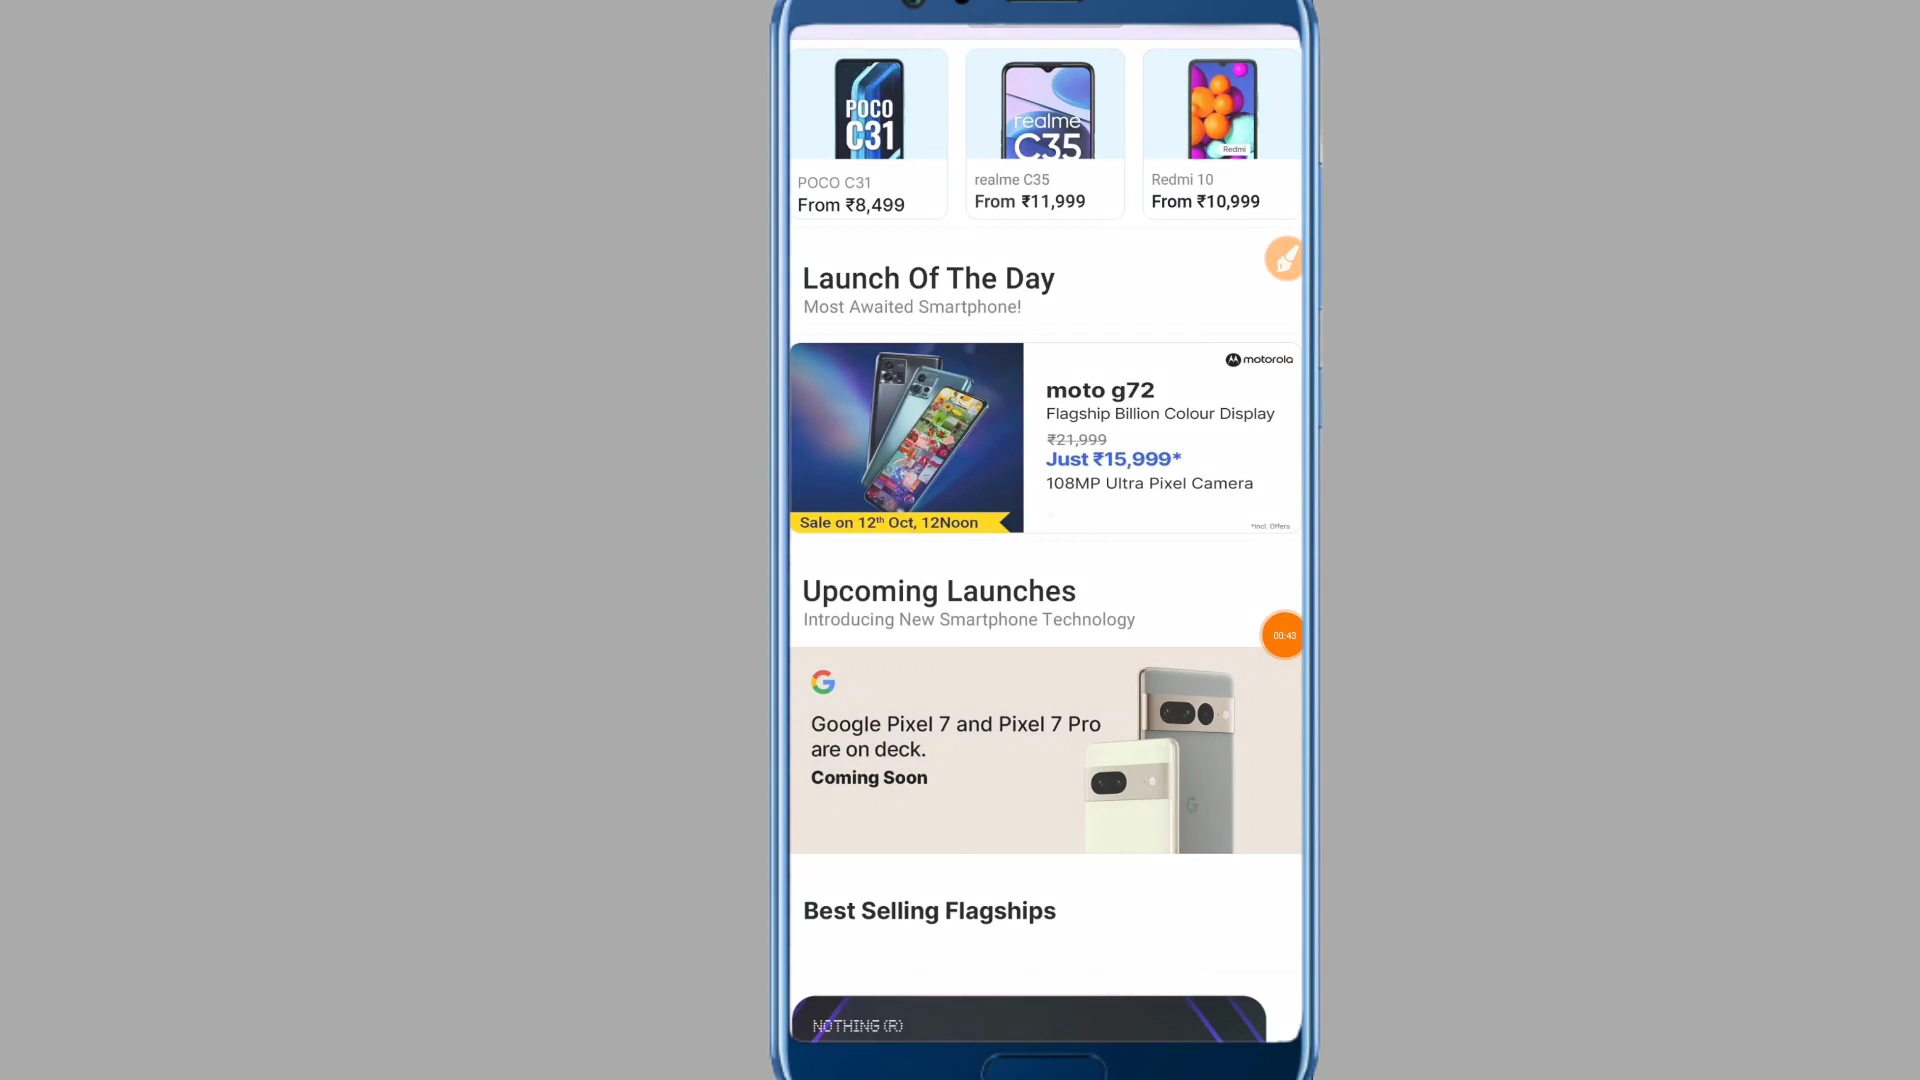 POCO
C31
realme
C35
Redmi
POCO C31
From ₹8,499
realme C35
From ₹11,999
Redmi 10
From ₹10,999
Launch Of The Day
Most Awaited Smartphone!
motorola
moto g72
Flagship Billion Colour Display
₹21,999
Just ₹15,999*
108MP Ultra Pixel Camera
Sale on 12th Oct, 12Noon
*Incl. Offers
Upcoming Launches
Introducing New Smartphone Technology
00:43
G
Google Pixel 7 and Pixel 7 Pro
are on deck.
Coming Soon
G
Best Selling Flagships
NOTHING (R)